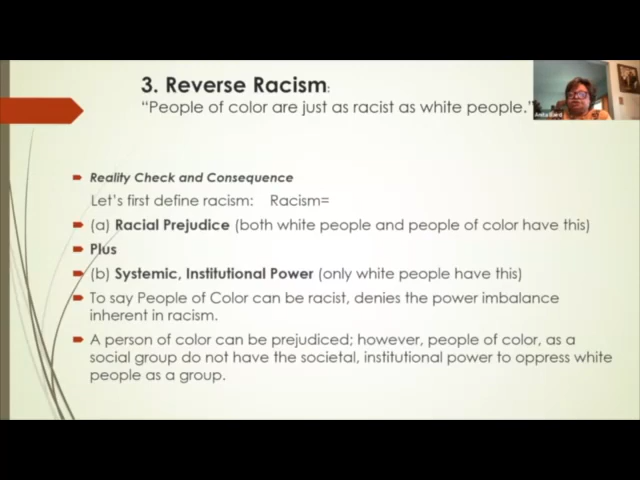 3. Reverse Racism:
"People of color are just as racist as white people."
Reality Check and Consequence
Let's first define racism: Racism=
(a) Racial Prejudice (both white people and people of color have this)
Plus
(b) Systemic, Institutional Power (only white people have this)
To say People of Color can be racist, denies the power imbalance
inherent in racism.
A person of color can be prejudiced; however, people of color, as a
social group do not have the societal, institutional power to oppress white
people as a group.